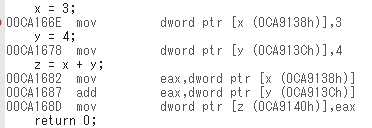 x = 3;
00CA166E mov dword ptr [x (0CA9138h)],3
y = 4;
00CA1678 mov dword ptr [y (0CA913Ch)],4
z = x + y;
00CA1682 mov eax,dword ptr [x (0CA9138h)]
00CA1687 add eax,dword ptr [y (0CA913Ch)]
00CA168D mov dword ptr [z (0CA9140h)],eax
return 0;